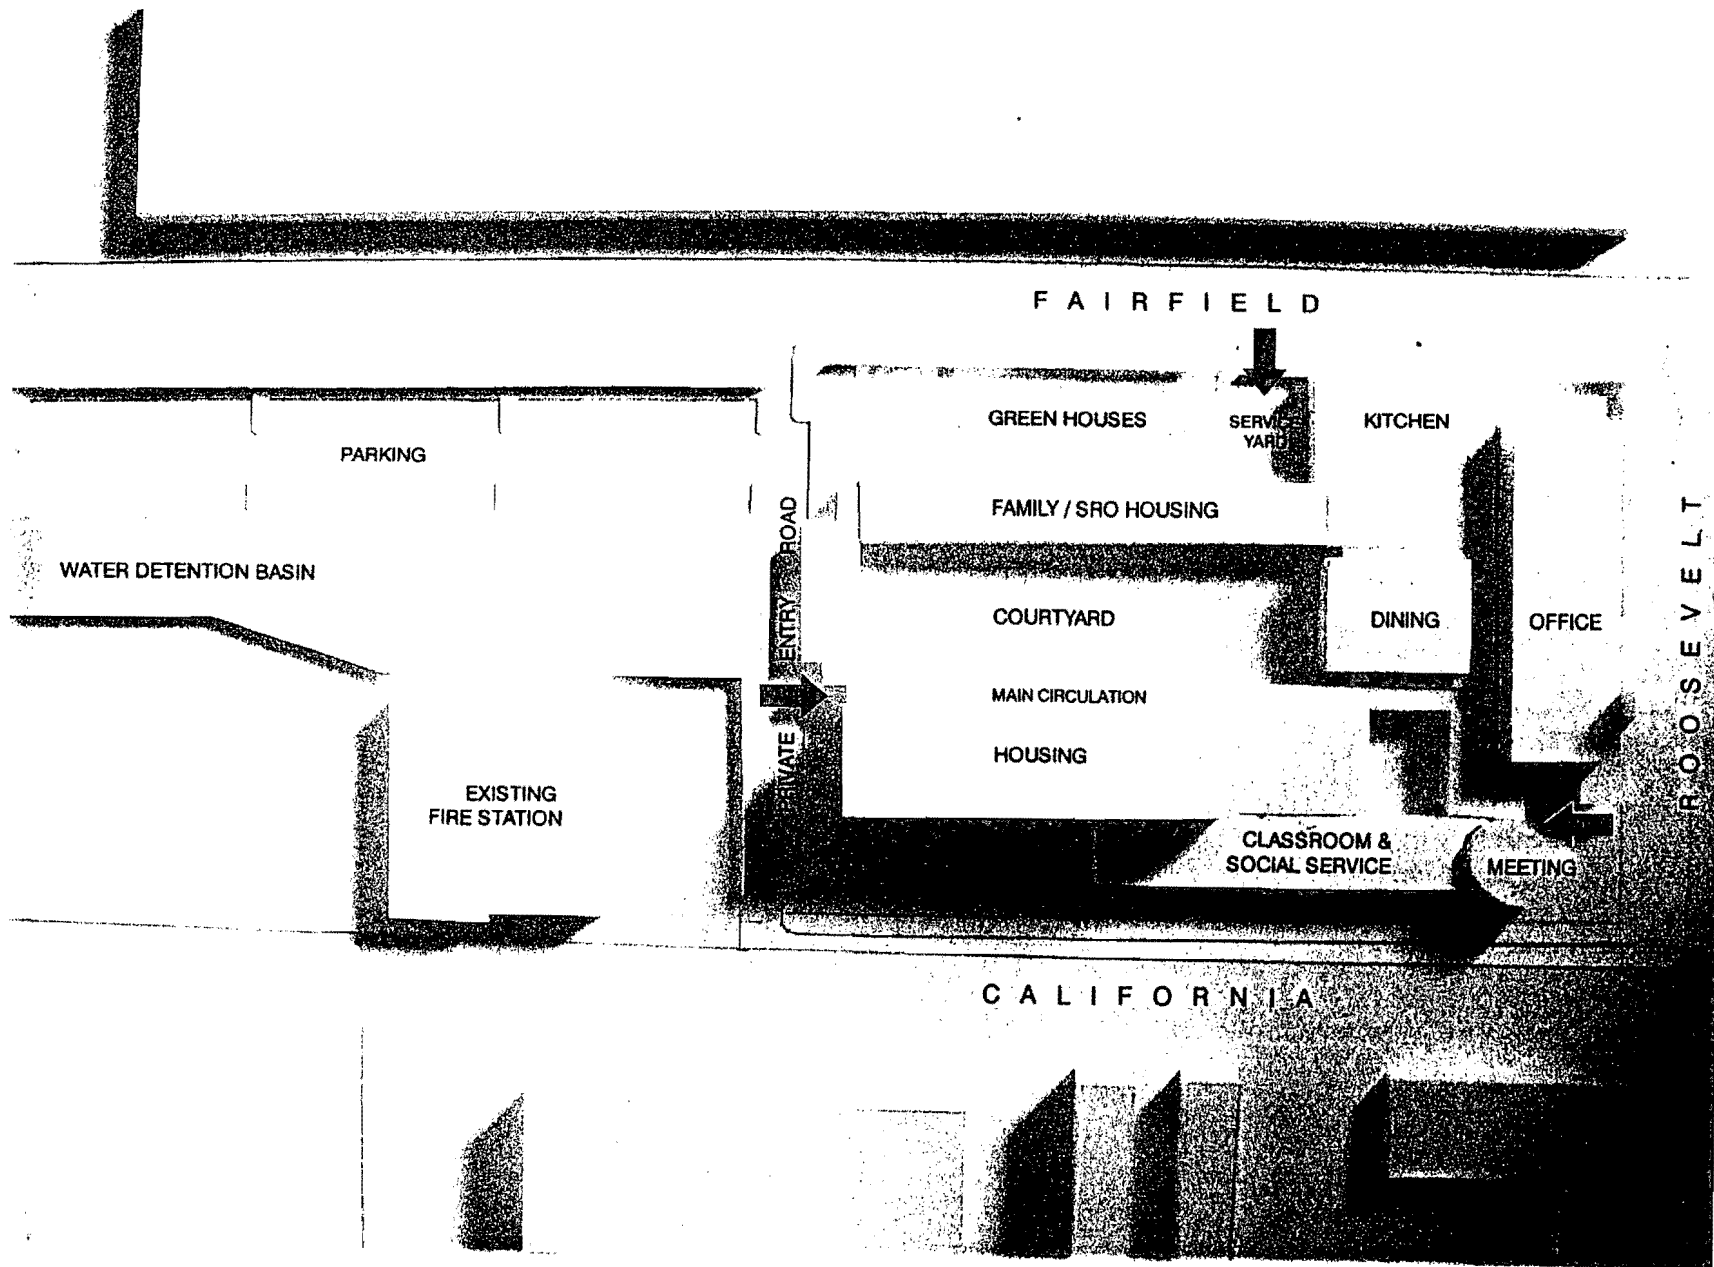 FAIRFIELD
GREEN HOUSES
SERVICE
YARD
KITCHEN
PARKING
FAMILY / SRO HOUSING
PRIVATE ENTRY ROAD
ROOSEVELT
WATER DETENTION BASIN
COURTYARD
DINING
OFFICE
MAIN CIRCULATION
HOUSING
EXISTING
FIRE STATION
CLASSROOM &
SOCIAL SERVICE
MEETING
CALIFORNIA